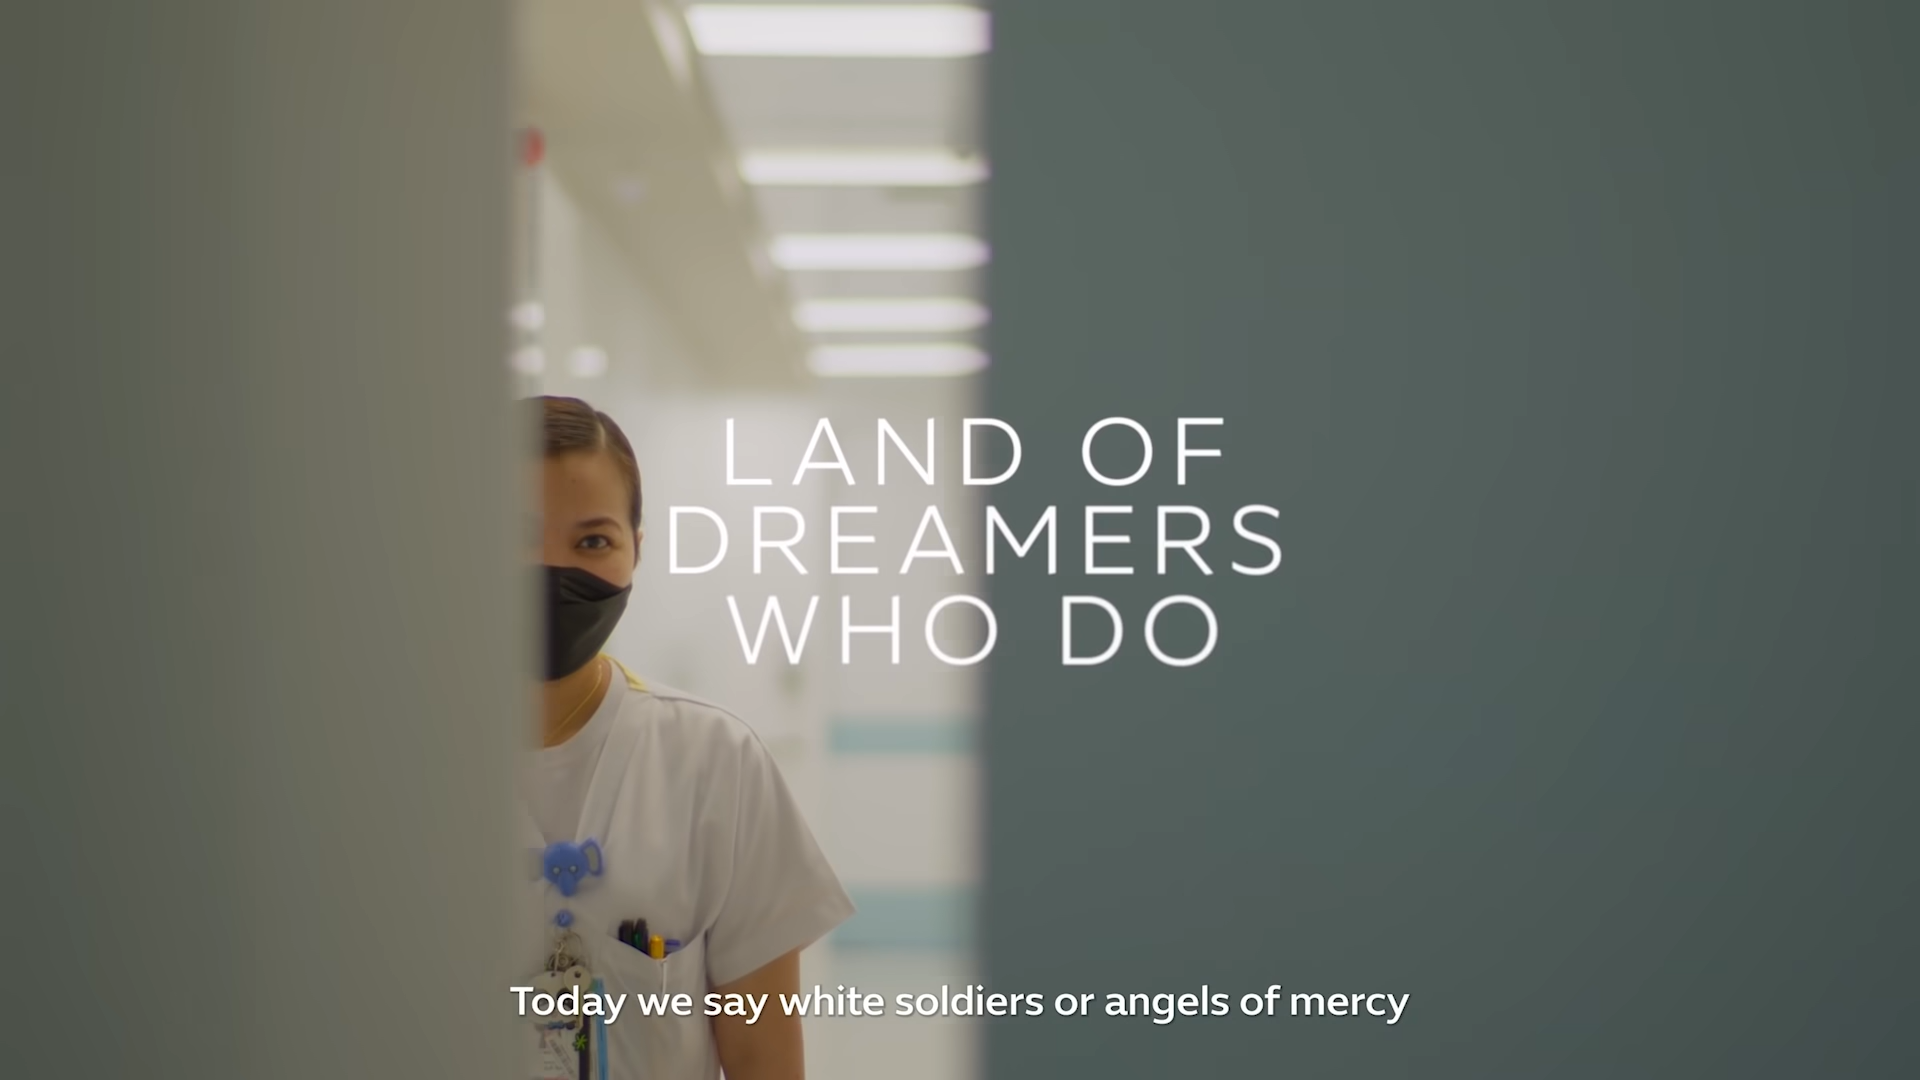 LAND OF
DREAMERS
WHO DO
Today we say white soldiers or angels of mercy